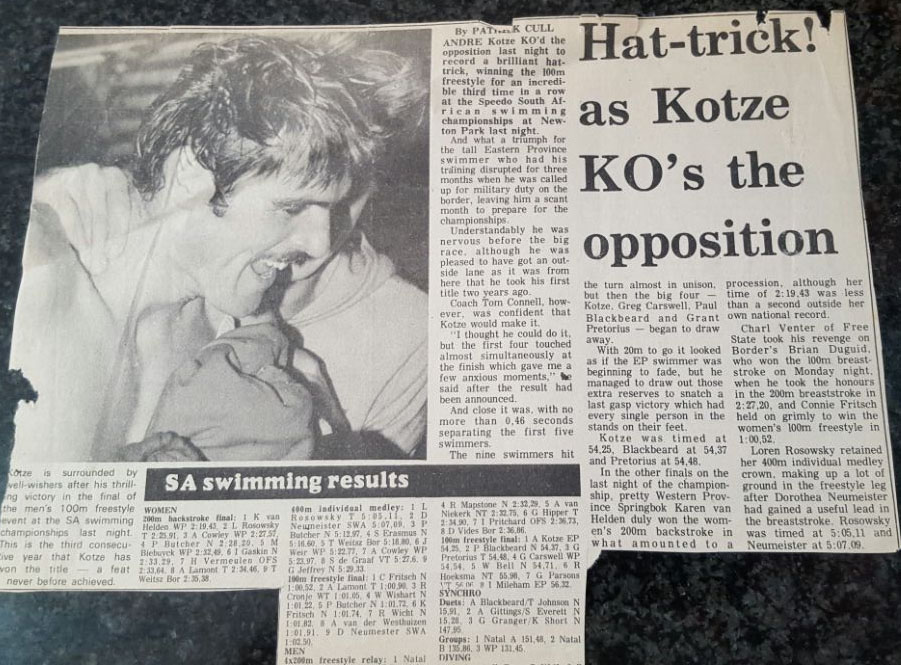 Hat-trick!
as Kotze
KO's the
opposition
By PATRICK CULL
ANDRE Kotze KO'd the
opposition last night to
record a brilliant hat-
trick, winning the 100m
freestyle for an incredi-
ble third time in a row
at the Speedo South Af-
rican swimming
championships at New-
ton Park last night.
And what a triumph for
the tall Eastern Province
swimmer who had his
training disrupted for three
months when he was called
up for military duty on the
border, leaving him a scant
month to prepare for the
championships.
Understandably he was
nervous before the big
race, although he was
pleased to have got an out-
side lane as it was from
here that he took his first
title two years ago.
Coach Tom Connell, how-
ever, was confident that
Kotze would make it.
"I thought he could do it,
but the first four touched
almost simultaneously at
the finish which gave me a
few anxious moments," he
said after the result had
been announced.
And close it was, with no
more than 0,46 seconds
separating the first five
swimmers.
The nine swimmers hit
the turn almost in unison,
but then the big four —
Kotze, Greg Carswell, Paul
Blackbeard and Grant
Pretorius — began to draw
away.
With 20m to go it looked
as if the EP swimmer was
beginning to fade, but he
managed to draw out those
extra reserves to snatch a
last gasp victory which had
every single person in the
stands on their feet.
Kotze was timed at
54,25, Blackbeard at 54,37
and Pretorius at 54,48.
In the other finals on the
last night of the champion-
ship, pretty Western Prov-
ince Springbok Karen van
Helden duly won the wom-
en's 200m backstroke in
what amounted to
procession, although her
time of 2:19,43 was less
than a second outside her
own national record.
Charl Venter of Free
State took his revenge on
Border's Brian Duguid,
who won the 100m breast-
stroke on Monday night,
when he took the honours
in the 200m breaststroke in
2:27,20, and Connie Fritsch
held on grimly to win the
women's 100m freestyle in
1:00,52.
Loren Rosowsky retained
her 400m individual medley
crown, making up a lot of
ground in the freestyle leg
after Dorothea Neumeister
had gained a useful lead in
the breaststroke. Rosowsky
was timed at 5:05,11 and
Neumeister at 5:07,09.
Kotze is surrounded by
well-wishers after his thrill-
ing victory in the final of
the men's 100m freestyle
event at the SA swimming
championships last night.
This is the third consecu-
tive year that Kotze has
won the title — a feat
never before achieved.
SA swimming results
WOMEN
200m backstroke final: 1 K van
Helden WP 2:19,43, 2 L Rosowsky
T 2:25,91, 3 A Cowley WP 2:27,57,
4 P Butcher N 2:28,20, 5 M
Biebuyck WP 2:32,49, 6 I Gaskin N
2:33,29, 7 H Vermeulen OFS
2:33,64, 8 A Lamont T 2:34,46, 9 T
Weitsz Bor 2:35,38.
400m individual medley: 1 L
Rosowsky T 5:05,11, 2 D
Neumeister SWA 5:07,09, 3 P
Butcher N 5:12,97, 4 S Erasmus N
5:16,60, 5 T Weitsz Bor 5:18,80, 6 J
Weir WP 5:22,77, 7 A Cowley WP
5:23,97, 8 S de Graaf VT 5:27,6, 9
G Jeffrey N 5:29,33.
100m freestyle final: 1 C Fritsch N
1:00,52, 2 A Lamont T 1:00,90, 3 R
Cronje WT 1:01,05, 4 W Wishart N
1:01,22, 5 P Butcher N 1:01,72, 6 K
Fritsch N 1:01,74, 7 R Wicht N
1:01,82, 8 A van der Westhuizen
1:01,91, 9 D Neumester SWA
1:02,50.
MEN
4x200m freestyle relay: 1 Natal
4 R Mapstone N 2:32,29, 5 A van
Niekerk NT 2:32,75, 6 G Hipper T
2:34,90, 7 I Pritchard OFS 2:36,73,
8 D Vides Bor 2:36,86.
100m freestyle final: 1 A Kotze EP
54,25, 2 P Blackbeard N 54,37, 3 G
Pretorius T 54,48, 4 G Carswell WP
54,54, 5 W Bell N 54,71, 6 R
Hoeksma NT 55,98, 7 G Parsons
9 I Mileham EP 56,32.
SYNCHRO
Duets: A Blackbeard/T Johnson N
15,91, 2 A Gittings/S Everett N
15,28, 3 G Granger/K Short N
147,95.
Groups: 1 Natal A 151,48, 2 Natal
B 135,80, 3 WP 131,45.
DIVING